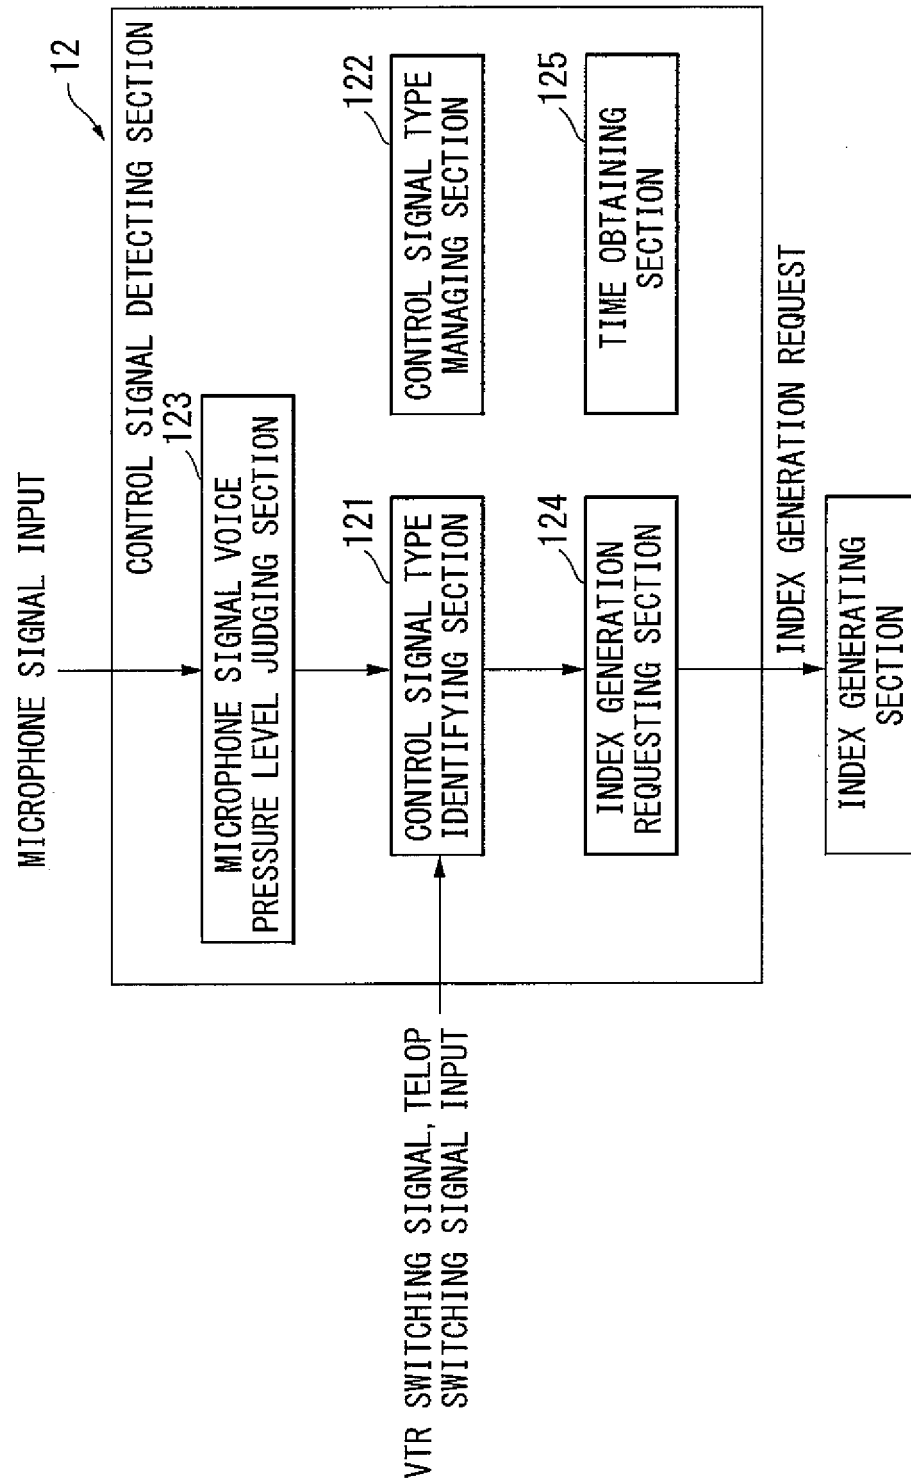 12
CONTROL SIGNAL DETECTING SECTION
MICROPHONE SIGNAL INPUT
123
MICROPHONE SIGNAL VOICE
PRESSURE LEVEL JUDGING SECTION
VTR SWITCHING SIGNAL, TELOP
SWITCHING SIGNAL INPUT
121
CONTROL SIGNAL TYPE
IDENTIFYING SECTION
122
CONTROL SIGNAL TYPE
MANAGING SECTION
124
INDEX GENERATION
REQUESTING SECTION
125
TIME OBTAINING
SECTION
INDEX GENERATION REQUEST
INDEX GENERATING
SECTION